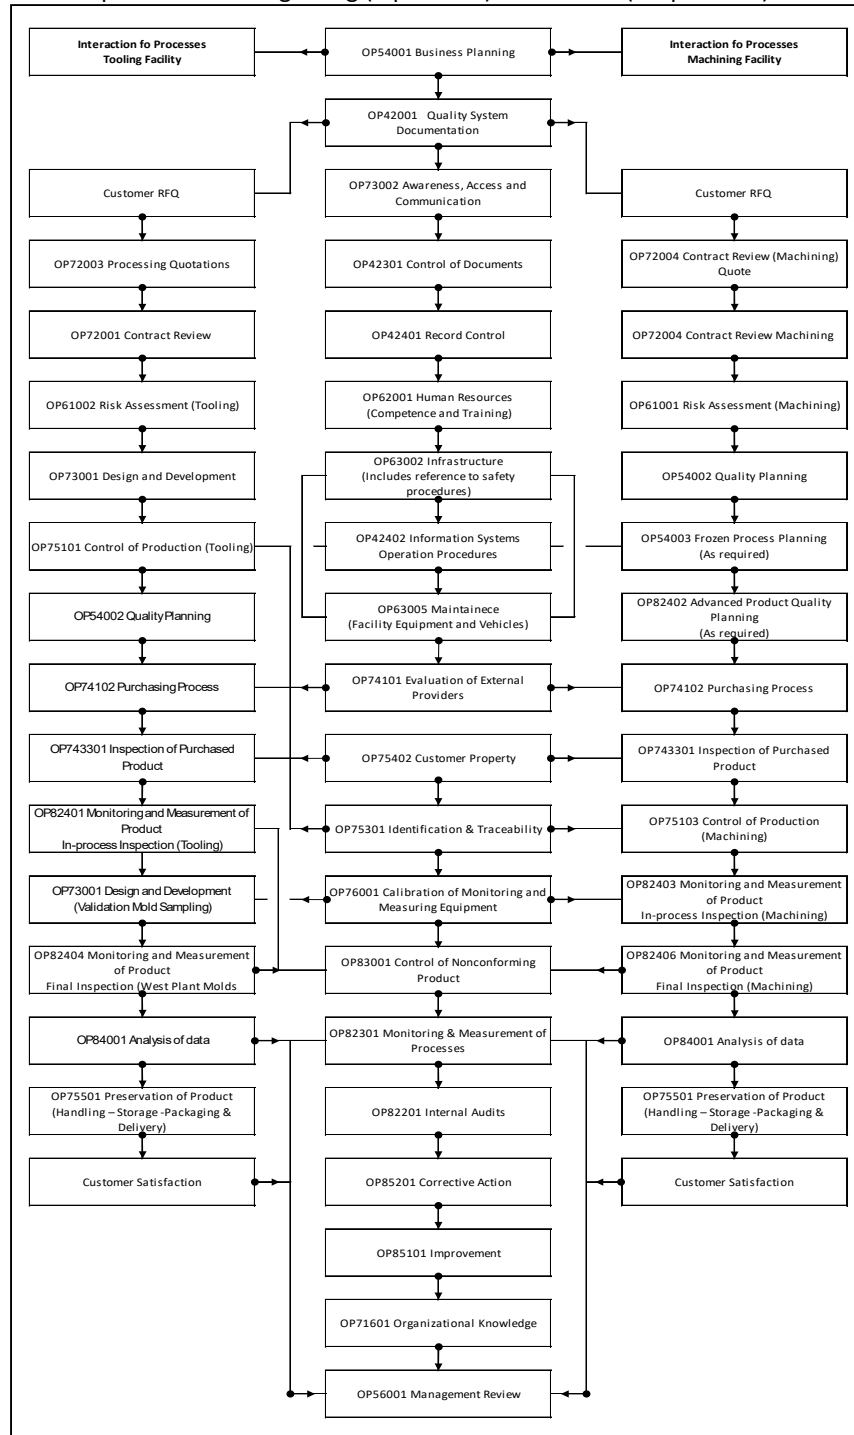 Interaction fo Processes
Tooling Facility
OP54001 Business Planning
Interaction fo Processes
Machining Facility
OP42001 Quality System
Documentation
Customer RFQ
OP73002 Awareness, Access and
Communication
Customer RFQ
OP72003 Processing Quotations
OP42301 Control of Documents
OP72004 Contract Review (Machining)
Quote
OP72001 Contract Review
OP42401 Record Control
OP72004 Contract Review Machining
OP61002 Risk Assessment (Tooling)
OP62001 Human Resources
(Competence and Training)
OP61001 Risk Assessment (Machining)
OP73001 Design and Development
OP63002 Infrastructure
(Includes reference to safety
procedures)
OP54002 Quality Planning
OP75101 Control of Production (Tooling)
OP42402 Information Systems
Operation Procedures
OP54003 Frozen Process Planning
(As required)
OP54002 Quality Planning
OP63005 Maintainece
(Facility Equipment and Vehicles)
OP82402 Advanced Product Quality
Planning
(As required)
OP74102 Purchasing Process
OP74101 Evaluation of External
Providers
OP74102 Purchasing Process
OP743301 Inspection of Purchased
Product
OP75402 Customer Property
OP743301 Inspection of Purchased
Product
OP82401 Monitoring and Measurement of
Product
In-process Inspection (Tooling)
OP75301 Identification & Traceability
OP75103 Control of Production
(Machining)
OP73001 Design and Development
(Validation Mold Sampling)
OP76001 Calibration of Monitoring and
Measuring Equipment
OP82403 Monitoring and Measurement
of Product
In-process Inspection (Machining)
OP82404 Monitoring and Measurement
of Product
Final Inspection (West Plant Molds
OP83001 Control of Nonconforming
Product
OP82406 Monitoring and Measurement
of Product
Final Inspection (Machining)
OP84001 Analysis of data
OP82301 Monitoring & Measurement of
Processes
OP84001 Analysis of data
OP75501 Preservation of Product
(Handling – Storage -Packaging &
Delivery)
OP82201 Internal Audits
OP75501 Preservation of Product
(Handling – Storage -Packaging &
Delivery)
Customer Satisfaction
OP85201 Corrective Action
Customer Satisfaction
OP85101 Improvement
OP71601 Organizational Knowledge
OP56001 Management Review